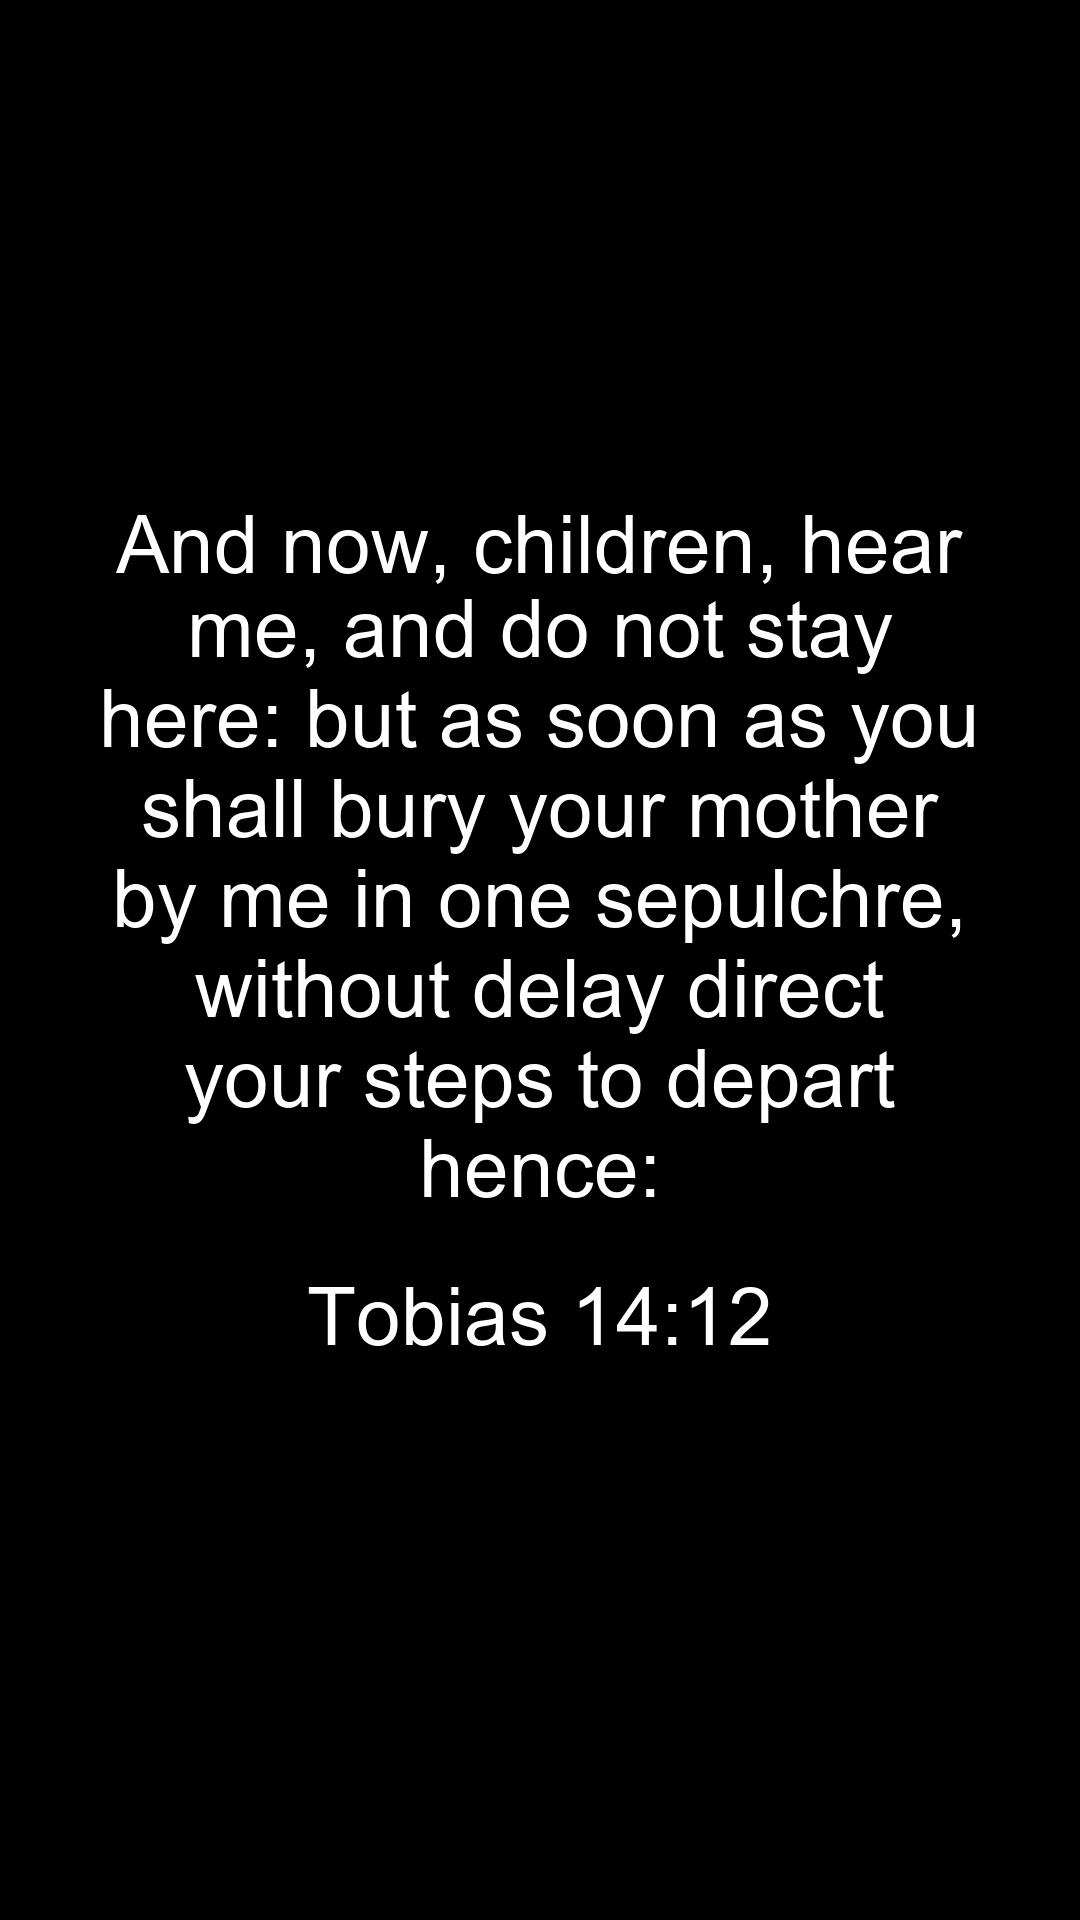 And now, children, hear
me, and do not stay
here: but as soon as you
shall bury your mother
by me in one sepulchre,
without delay direct
your steps to depart
hence:
Tobias 14:12